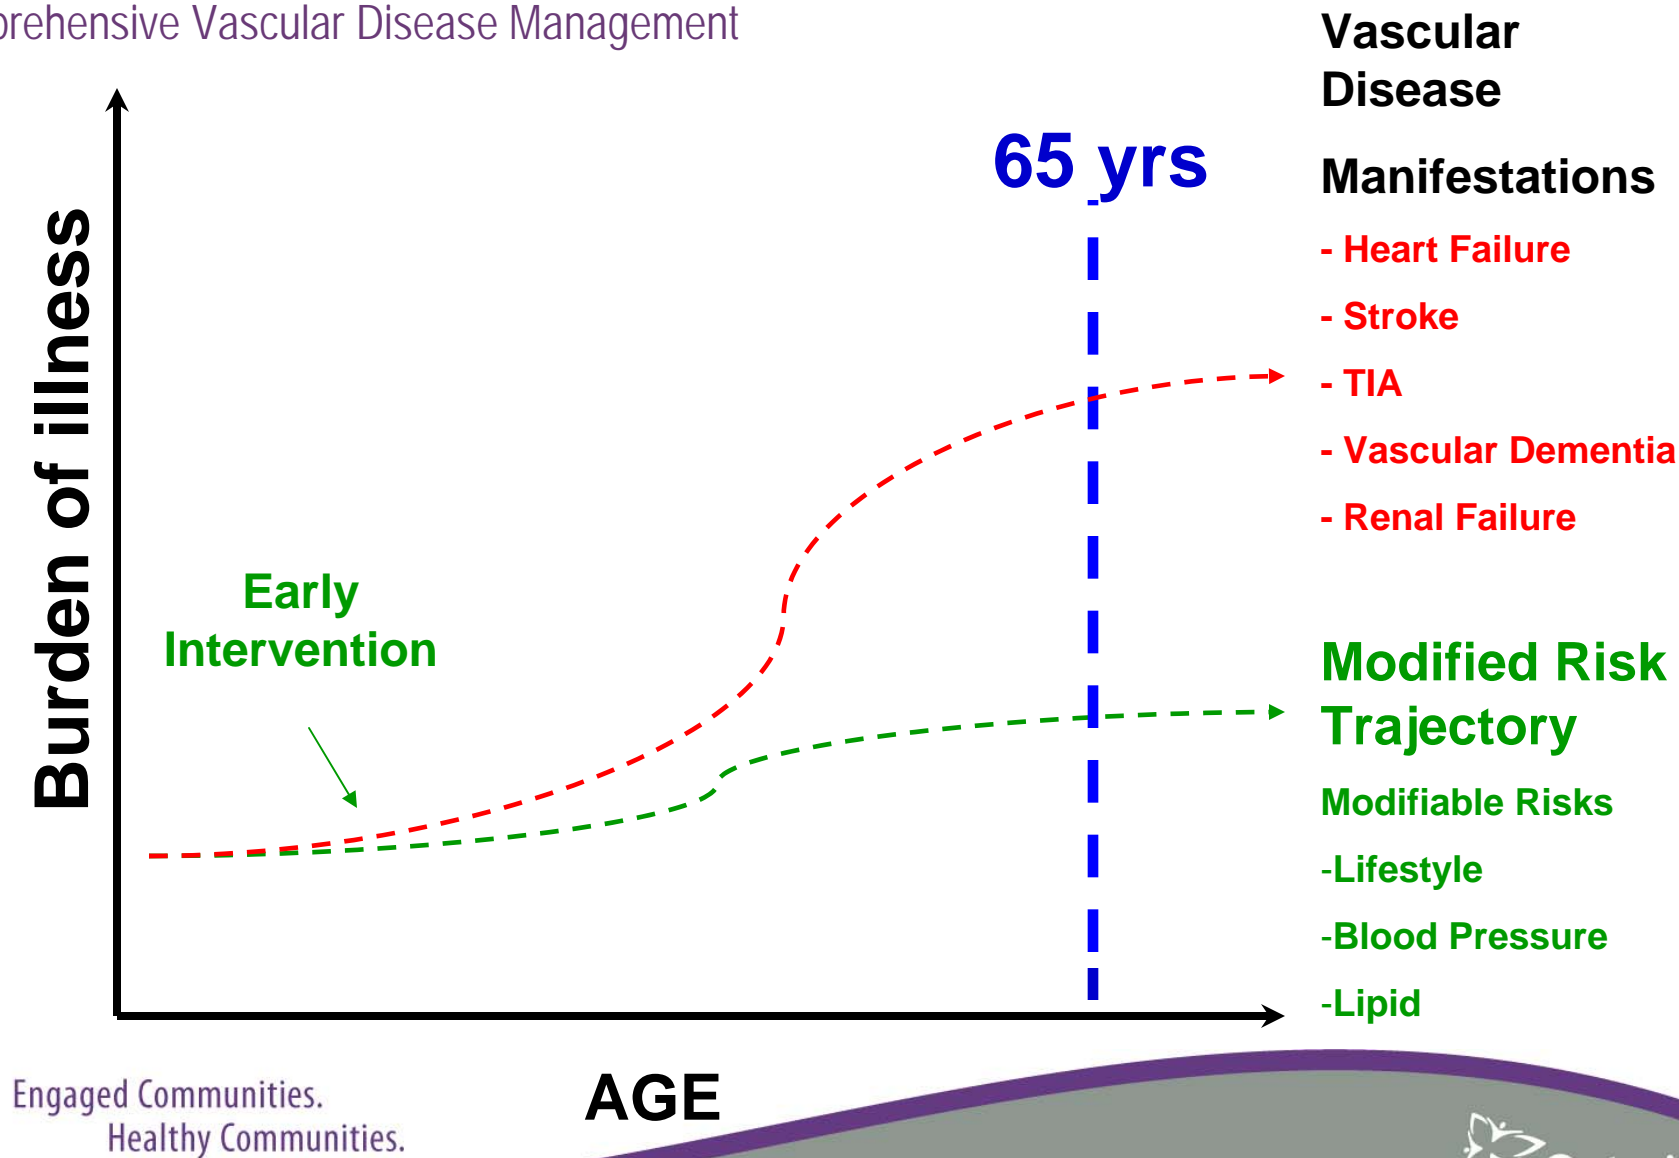 Comprehensive Vascular Disease Management
Vascular
Disease
Manifestations
- Heart Failure
- Stroke
- TIA
- Vascular Dementia
- Renal Failure
65 yrs
Burden of illness
Early
Intervention
Modified Risk
Trajectory
Modifiable Risks
-Lifestyle
-Blood Pressure
-Lipid
AGE
Engaged Communities.
Healthy Communities.